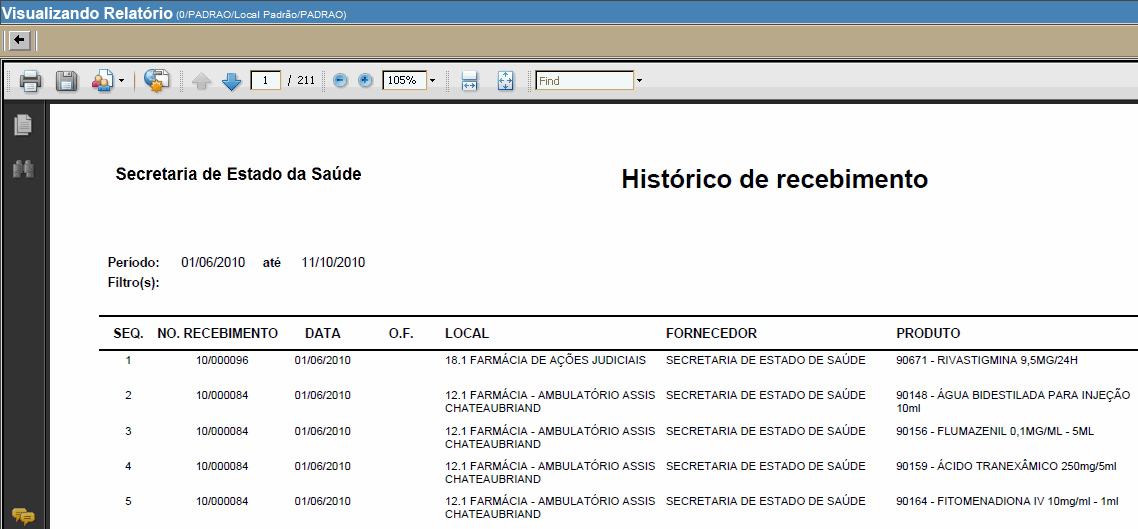 Visualizando Relatório (0/PADRAO/Local Padrão/PADRAO)
1 / 211 105% Find
Secretaria de Estado da Saúde
Histórico de recebimento
Período: 01/06/2010 até 11/10/2010
Filtro(s):
SEQ. NO. RECEBIMENTO DATA O.F. LOCAL FORNECEDOR PRODUTO
1 10/000096 01/06/2010 18.1 FARMÁCIA DE AÇÕES JUDICIAIS SECRETARIA DE ESTADO DE SAÚDE 90671 - RIVASTIGMINA 9,5MG/24H
2 10/000084 01/06/2010 12.1 FARMÁCIA - AMBULATÓRIO ASSIS SECRETARIA DE ESTADO DE SAÚDE 90148 - ÁGUA BIDESTILADA PARA INJEÇÃO
CHATEAUBRIAND 10ml
3 10/000084 01/06/2010 12.1 FARMÁCIA - AMBULATÓRIO ASSIS SECRETARIA DE ESTADO DE SAÚDE 90156 - FLUMAZENIL 0,1MG/ML - 5ML
CHATEAUBRIAND
4 10/000084 01/06/2010 12.1 FARMÁCIA - AMBULATÓRIO ASSIS SECRETARIA DE ESTADO DE SAÚDE 90159 - ÁCIDO TRANEXÂMICO 250mg/5ml
CHATEAUBRIAND
5 10/000084 01/06/2010 12.1 FARMÁCIA - AMBULATÓRIO ASSIS SECRETARIA DE ESTADO DE SAÚDE 90164 - FITOMENADIONA IV 10mg/ml - 1ml
CHATEAUBRIAND